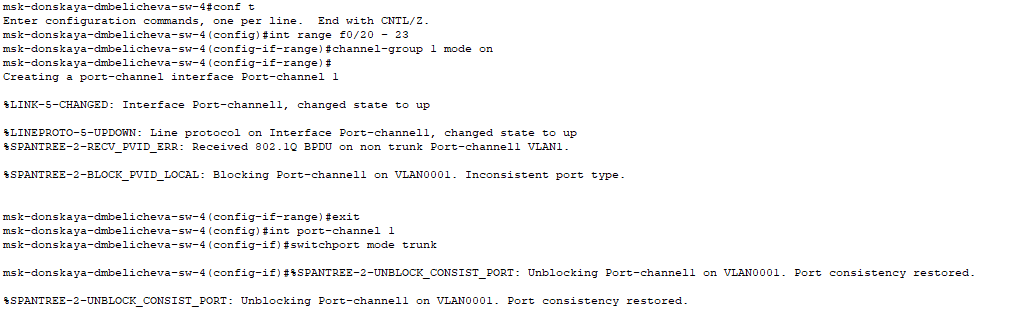 msk-donskaya-dmbelicheva-sw-4#conf t
Enter configuration commands, one per line.  End with CNTL/Z.
msk-donskaya-dmbelicheva-sw-4(config)#int range f0/20 - 23
msk-donskaya-dmbelicheva-sw-4(config-if-range)#channel-group 1 mode on
msk-donskaya-dmbelicheva-sw-4(config-if-range)#
Creating a port-channel interface Port-channel 1
%LINK-5-CHANGED: Interface Port-channel1, changed state to up
%LINEPROTO-5-UPDOWN: Line protocol on Interface Port-channel1, changed state to up
%SPANTREE-2-RECV_PVID_ERR: Received 802.1Q BPDU on non trunk Port-channel1 VLAN1.
%SPANTREE-2-BLOCK_PVID_LOCAL: Blocking Port-channel1 on VLAN0001. Inconsistent port type.
msk-donskaya-dmbelicheva-sw-4(config-if-range)#exit
msk-donskaya-dmbelicheva-sw-4(config)#int port-channel 1
msk-donskaya-dmbelicheva-sw-4(config-if)#switchport mode trunk
msk-donskaya-dmbelicheva-sw-4(config-if)#%SPANTREE-2-UNBLOCK_CONSIST_PORT: Unblocking Port-channel1 on VLAN0001. Port consistency restored.
%SPANTREE-2-UNBLOCK_CONSIST_PORT: Unblocking Port-channel1 on VLAN0001. Port consistency restored.